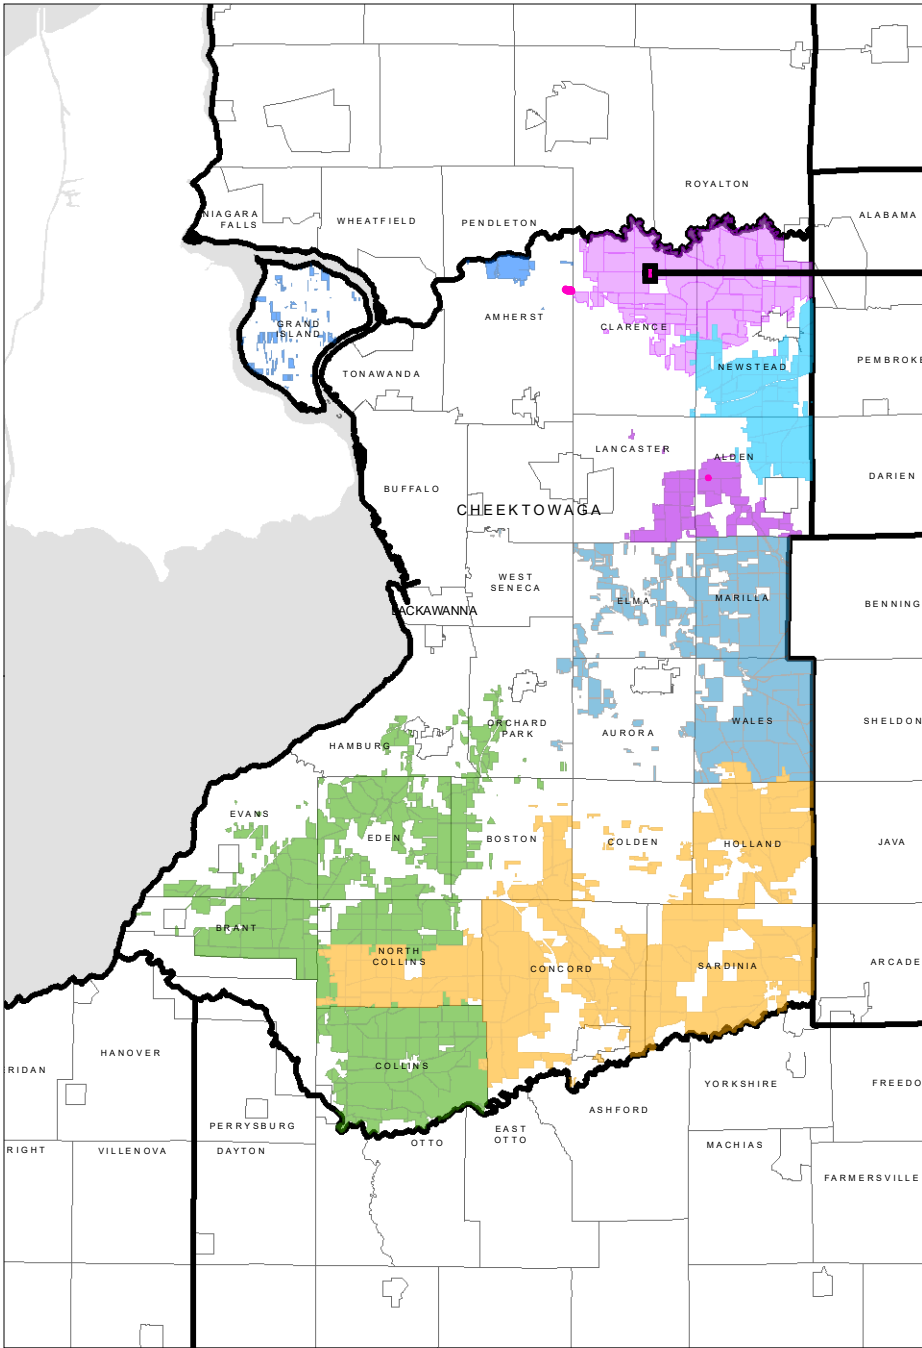 ROYALTON
NIAGARA
FALLS
WHEATFIELD
PENDLETON
ALABAMA
AMHERST
GRAND
ISLAND
CLARENCE
TONAWANDA
NEWSTEAD
PEMBROKE
LANCASTER
ALDEN
DARIEN
BUFFALO
CHEEKTOWAGA
WEST
SENECA
LACKAWANNA
ELMA
MARILLA
BENNING
ORCHARD
PARK
WALES
SHELDON
AURORA
HAMBURG
EVANS
EDEN
BOSTON
COLDEN
HOLLAND
JAVA
BRANT
NORTH
COLLINS
CONCORD
SARDINIA
ARCADE
HANOVER
RIDAN
COLLINS
YORKSHIRE
FREEDO
ASHFORD
PERRYSBURG
EAST
OTTO
OTTO
MACHIAS
RIGHT
VILLENOVA
DAYTON
FARMERSVILLE